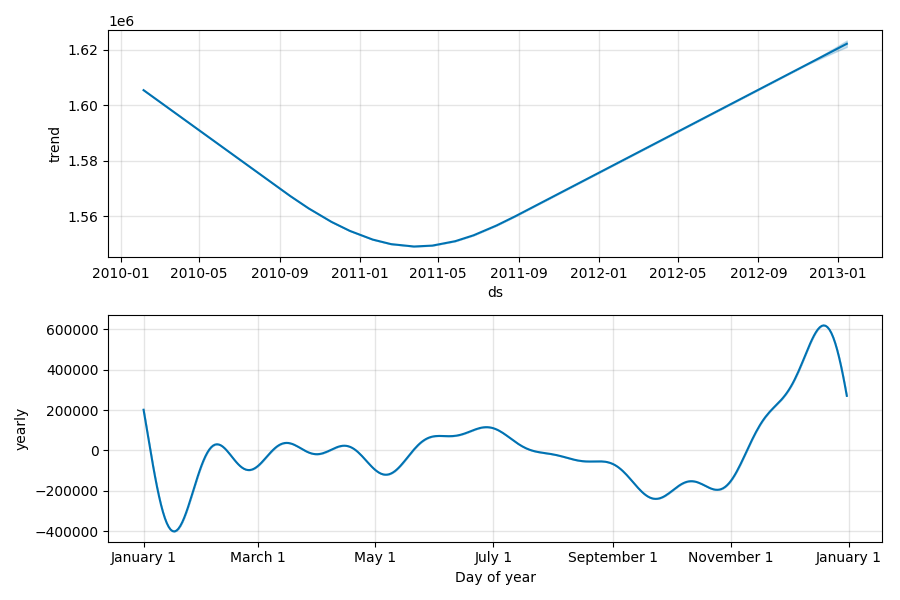 1e6
1.62
1.60
1.58
1.56
trend
2010-01 2010-05 2010-09 2011-01 2011-05 2011-09 2012-01 2012-05 2012-09 2013-01
ds
600000
400000
200000
0
−200000
−400000
yearly
January 1 March 1 May 1 July 1 September 1 November 1 January 1
Day of year